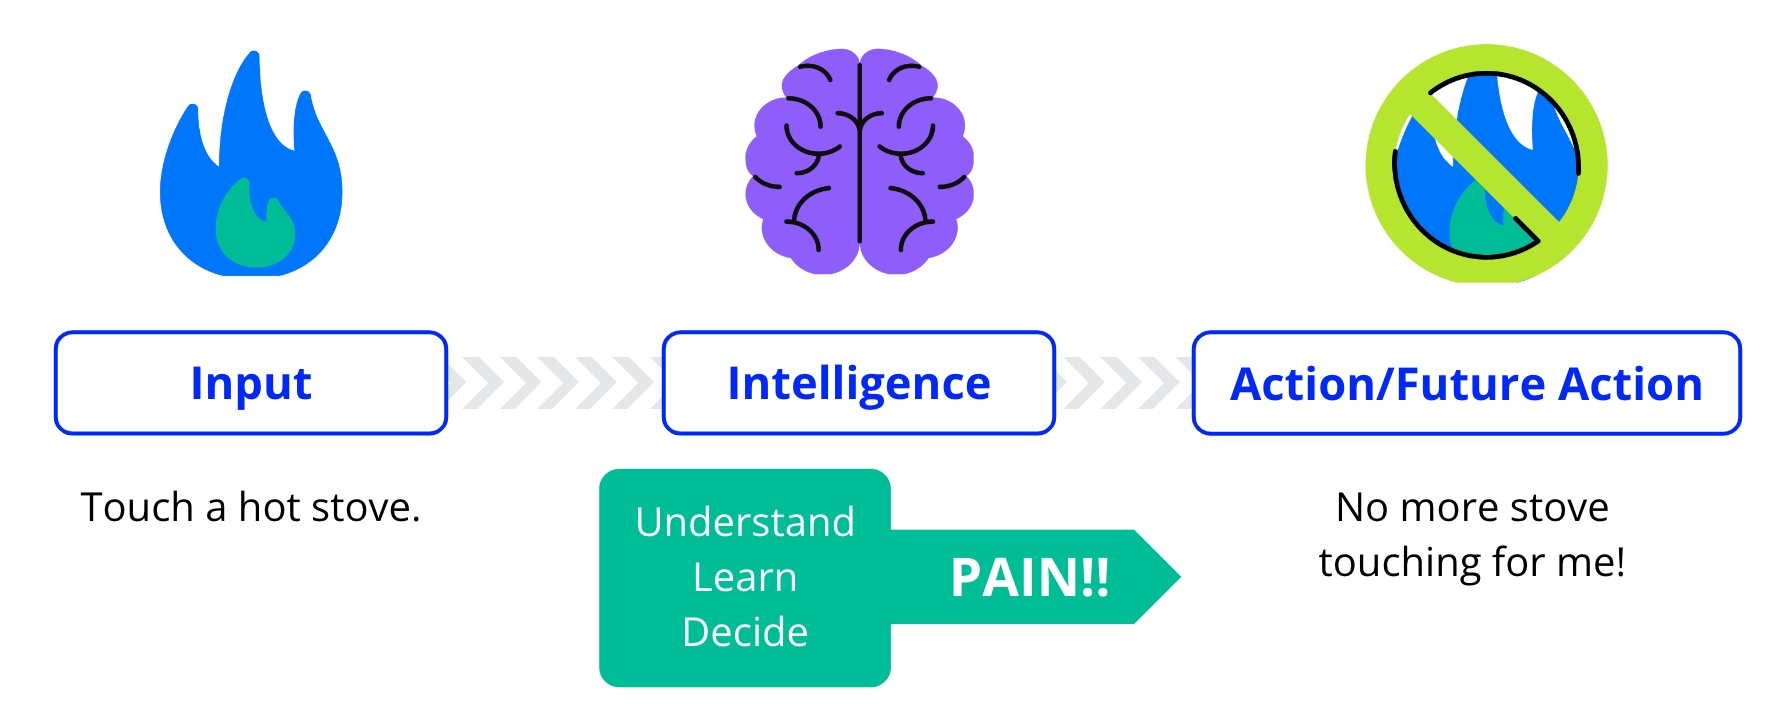 Input
Intelligence
Action/Future Action
Touch a hot stove.
Understand
Learn
Decide
PAIN!!
No more stove
touching for me!